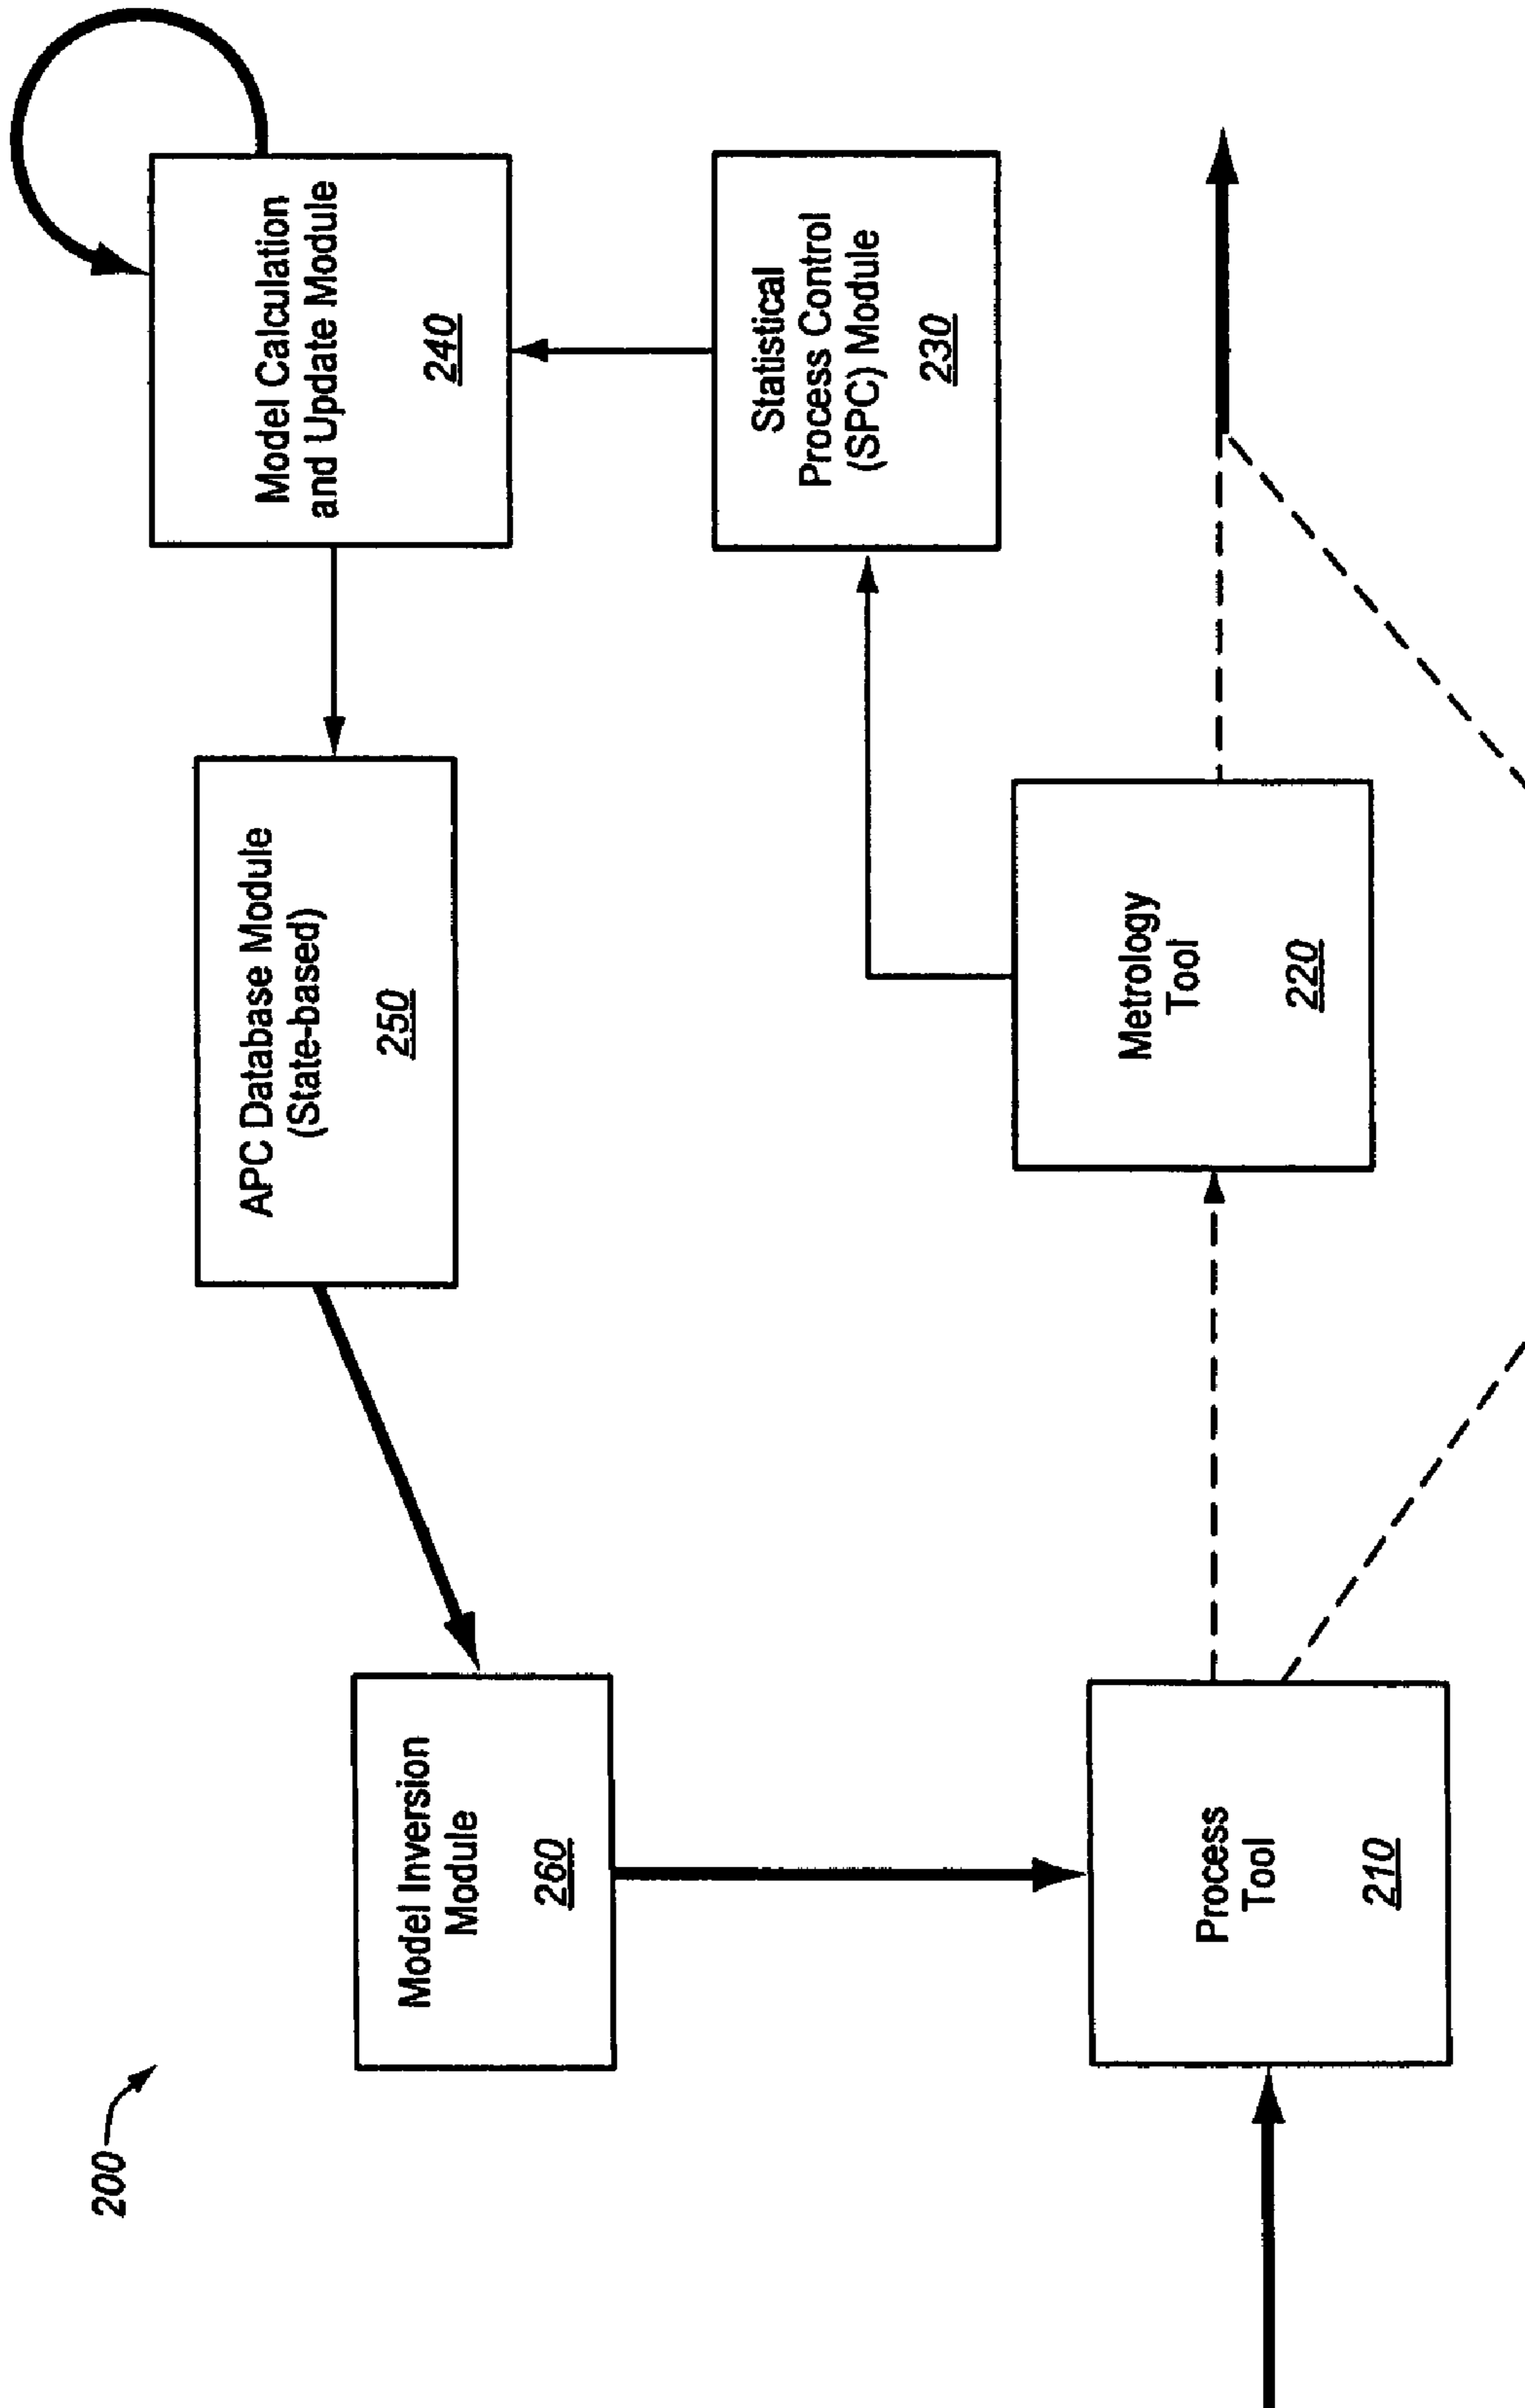 200
Model Inversion
Module
260
APC Database Module
(State-based)
250
Model Calculation
and Update Module
240
Statistical
Process Control
(SPC) Module
230
Process
Tool
210
Metrology
Tool
220